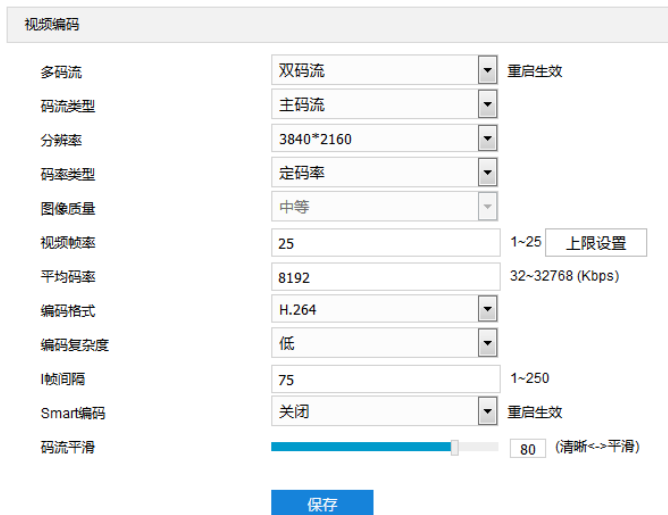 视频编码
多码流 双码流 重启生效
码流类型 主码流
分辨率 3840*2160
码率类型 定码率
图像质量 中等
视频帧率 25 1~25 上限设置
平均码率 8192 32~32768 (Kbps)
编码格式 H.264
编码复杂度 低
I帧间隔 75 1~250
Smart编码 关闭 重启生效
码流平滑 80 (清晰<->平滑)
保存